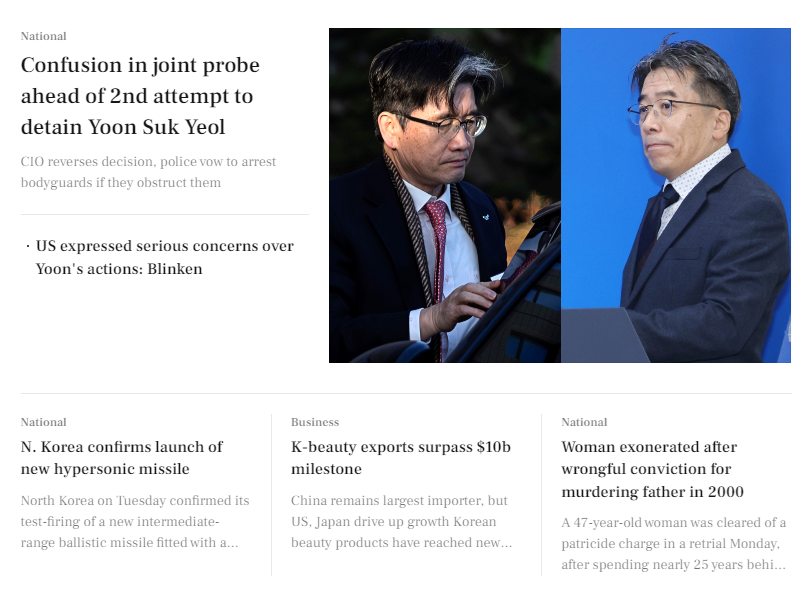 National
Confusion in joint probe
ahead of 2nd attempt to
detain Yoon Suk Yeol
CIO reverses decision, police vow to arrest
bodyguards if they obstruct them
· US expressed serious concerns over
Yoon's actions: Blinken
National
N. Korea confirms launch of
new hypersonic missile
North Korea on Tuesday confirmed its
test-firing of a new intermediate-
range ballistic missile fitted with a...
Business
K-beauty exports surpass $10b
milestone
China remains largest importer, but
US, Japan drive up growth Korean
beauty products have reached new...
National
Woman exonerated after
wrongful conviction for
murdering father in 2000
A 47-year-old woman was cleared of a
patricide charge in a retrial Monday,
after spending nearly 25 years behi...